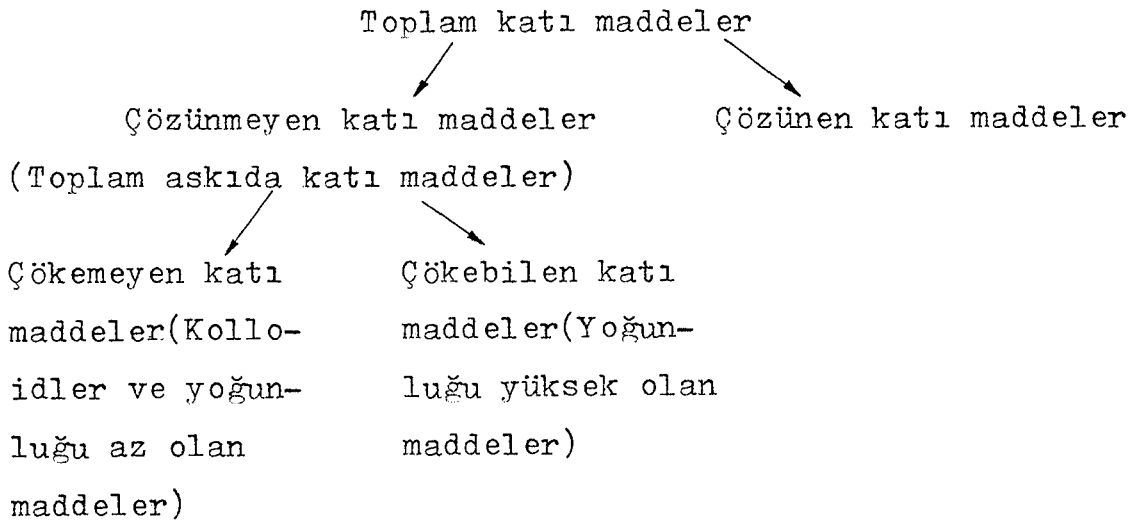 Toplam katı maddeler
Çözünmeyen katı maddeler Çözünen katı maddeler
(Toplam askıda katı maddeler)
Çökemeyen katı Çökebilen katı
maddeler(Kollo- maddeler(Yoğun-
idler ve yoğun- luğu yüksek olan
luğu az olan maddeler)
maddeler)